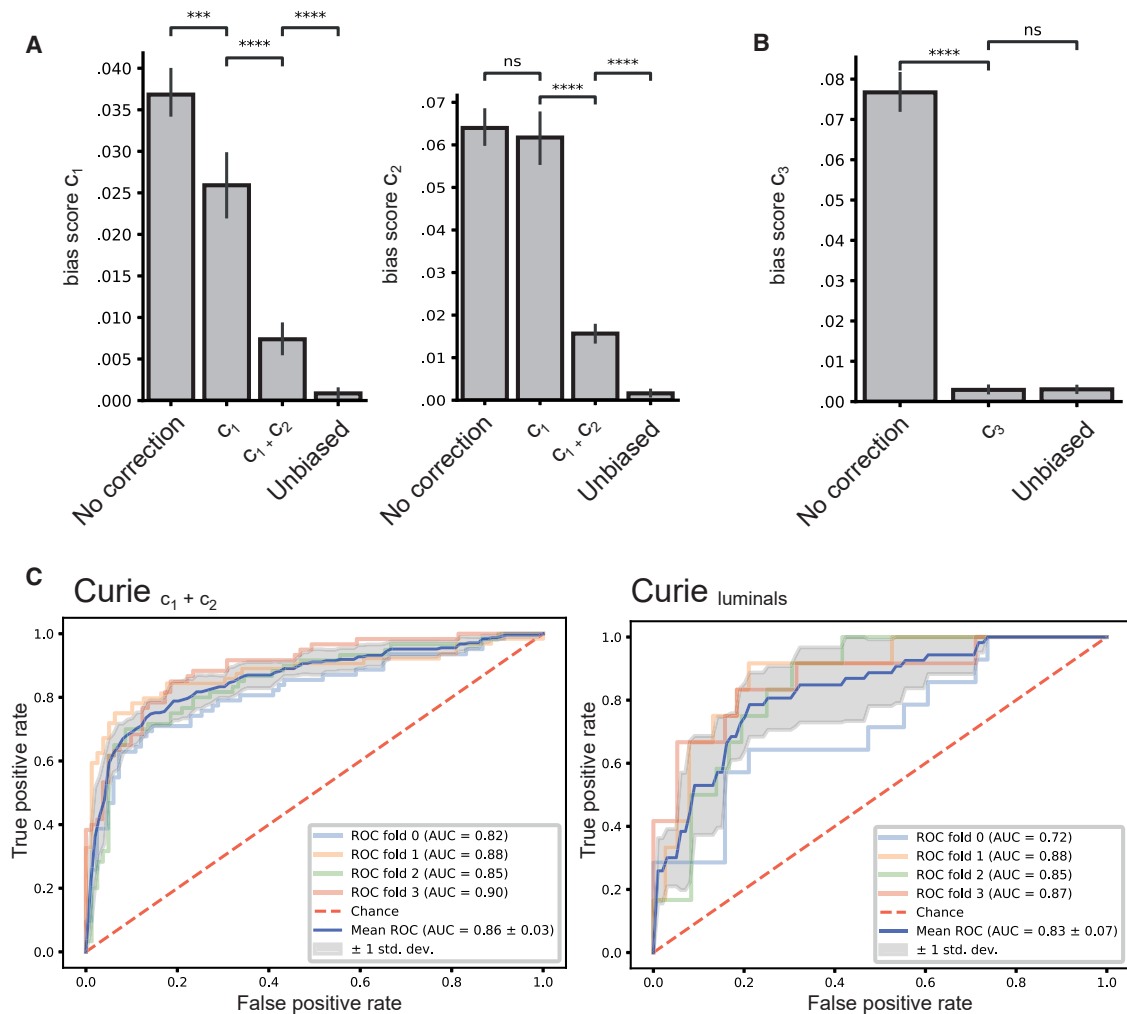 A
***
****
****
bias score c₁
.040
.035
.030
.025
.020
.015
.010
.005
.000
No correction
c₁
c₁ + c₂
Unbiased
ns
****
****
bias score c₂
.07
.06
.05
.04
.03
.02
.01
.00
No correction
c₁
c₁ + c₂
Unbiased
B
****
ns
bias score c₃
.08
.07
.06
.05
.04
.03
.02
.01
.00
No correction
c₃
Unbiased
C
Curie c₁ + c₂
True positive rate
1.0
0.8
0.6
0.4
0.2
0.0
ROC fold 0 (AUC = 0.82)
ROC fold 1 (AUC = 0.88)
ROC fold 2 (AUC = 0.85)
ROC fold 3 (AUC = 0.90)
Chance
Mean ROC (AUC = 0.86 ± 0.03)
± 1 std. dev.
0.0 0.2 0.4 0.6 0.8 1.0
False positive rate
Curie luminals
True positive rate
1.0
0.8
0.6
0.4
0.2
0.0
ROC fold 0 (AUC = 0.72)
ROC fold 1 (AUC = 0.88)
ROC fold 2 (AUC = 0.85)
ROC fold 3 (AUC = 0.87)
Chance
Mean ROC (AUC = 0.83 ± 0.07)
± 1 std. dev.
0.0 0.2 0.4 0.6 0.8 1.0
False positive rate